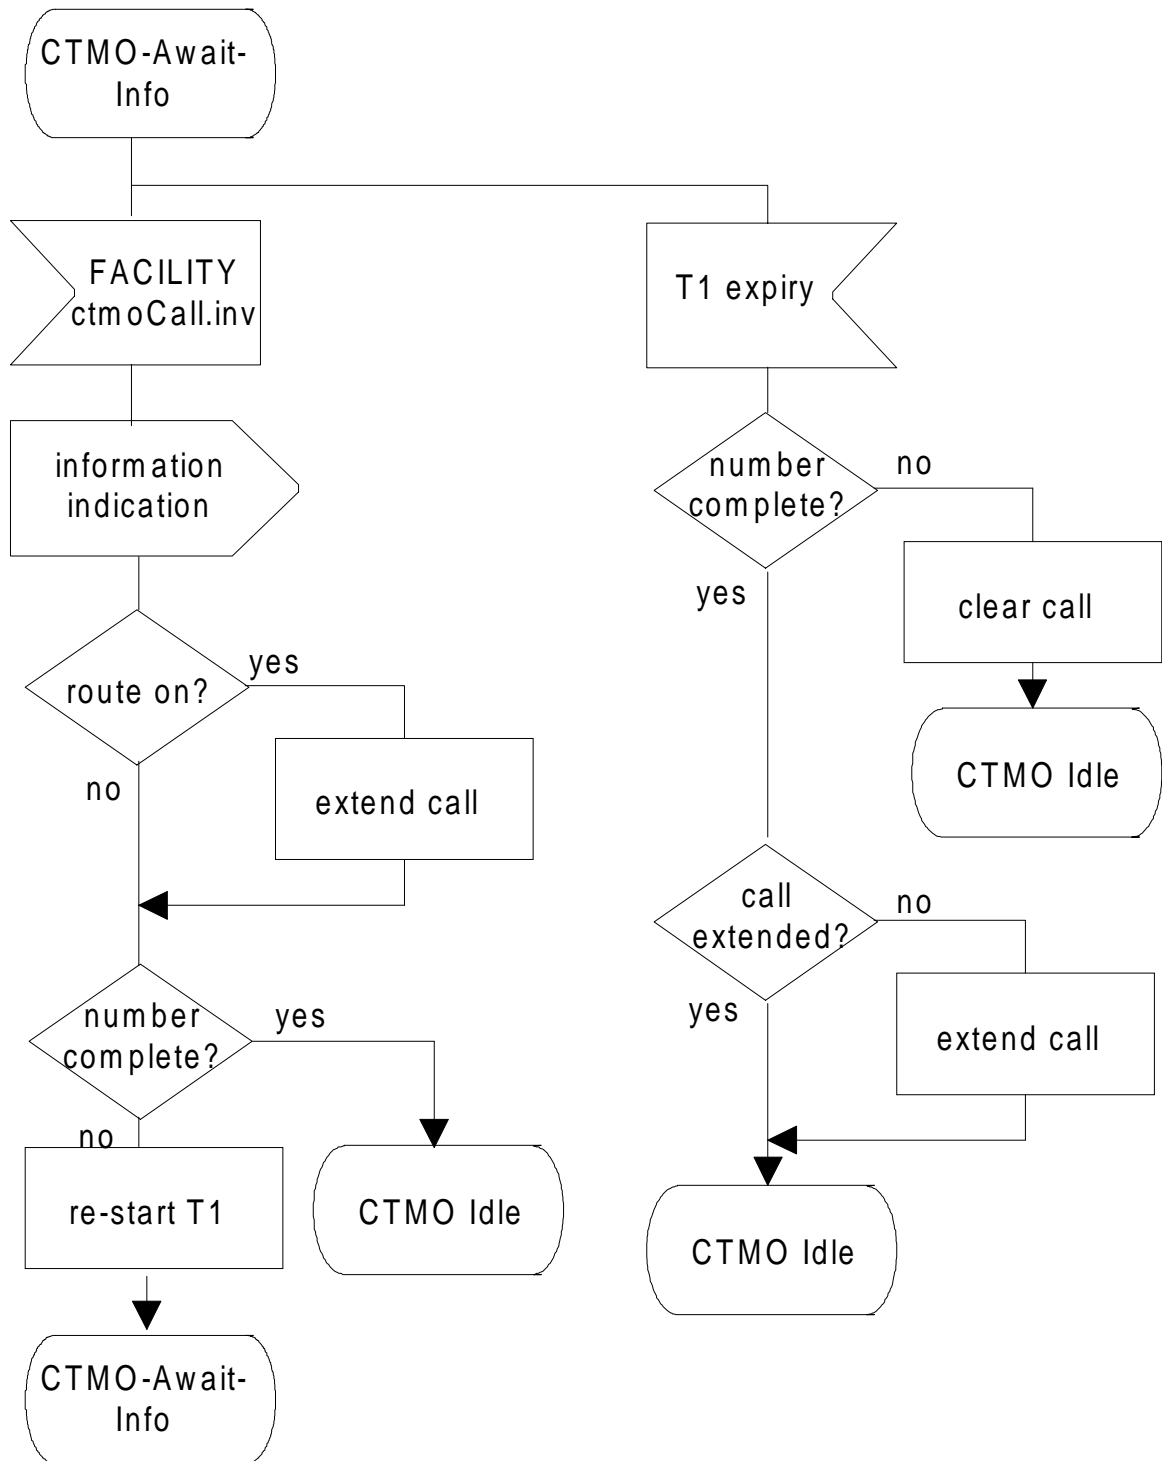 CTMO-Await-
Info
FACILITY
ctmoCall.inv
information
indication
route on?
yes
no
extend call
number
complete?
yes
no
re-start T1
CTMO Idle
CTMO-Await-
Info
T1 expiry
number
complete?
no
yes
clear call
CTMO Idle
call
extended?
no
yes
extend call
CTMO Idle